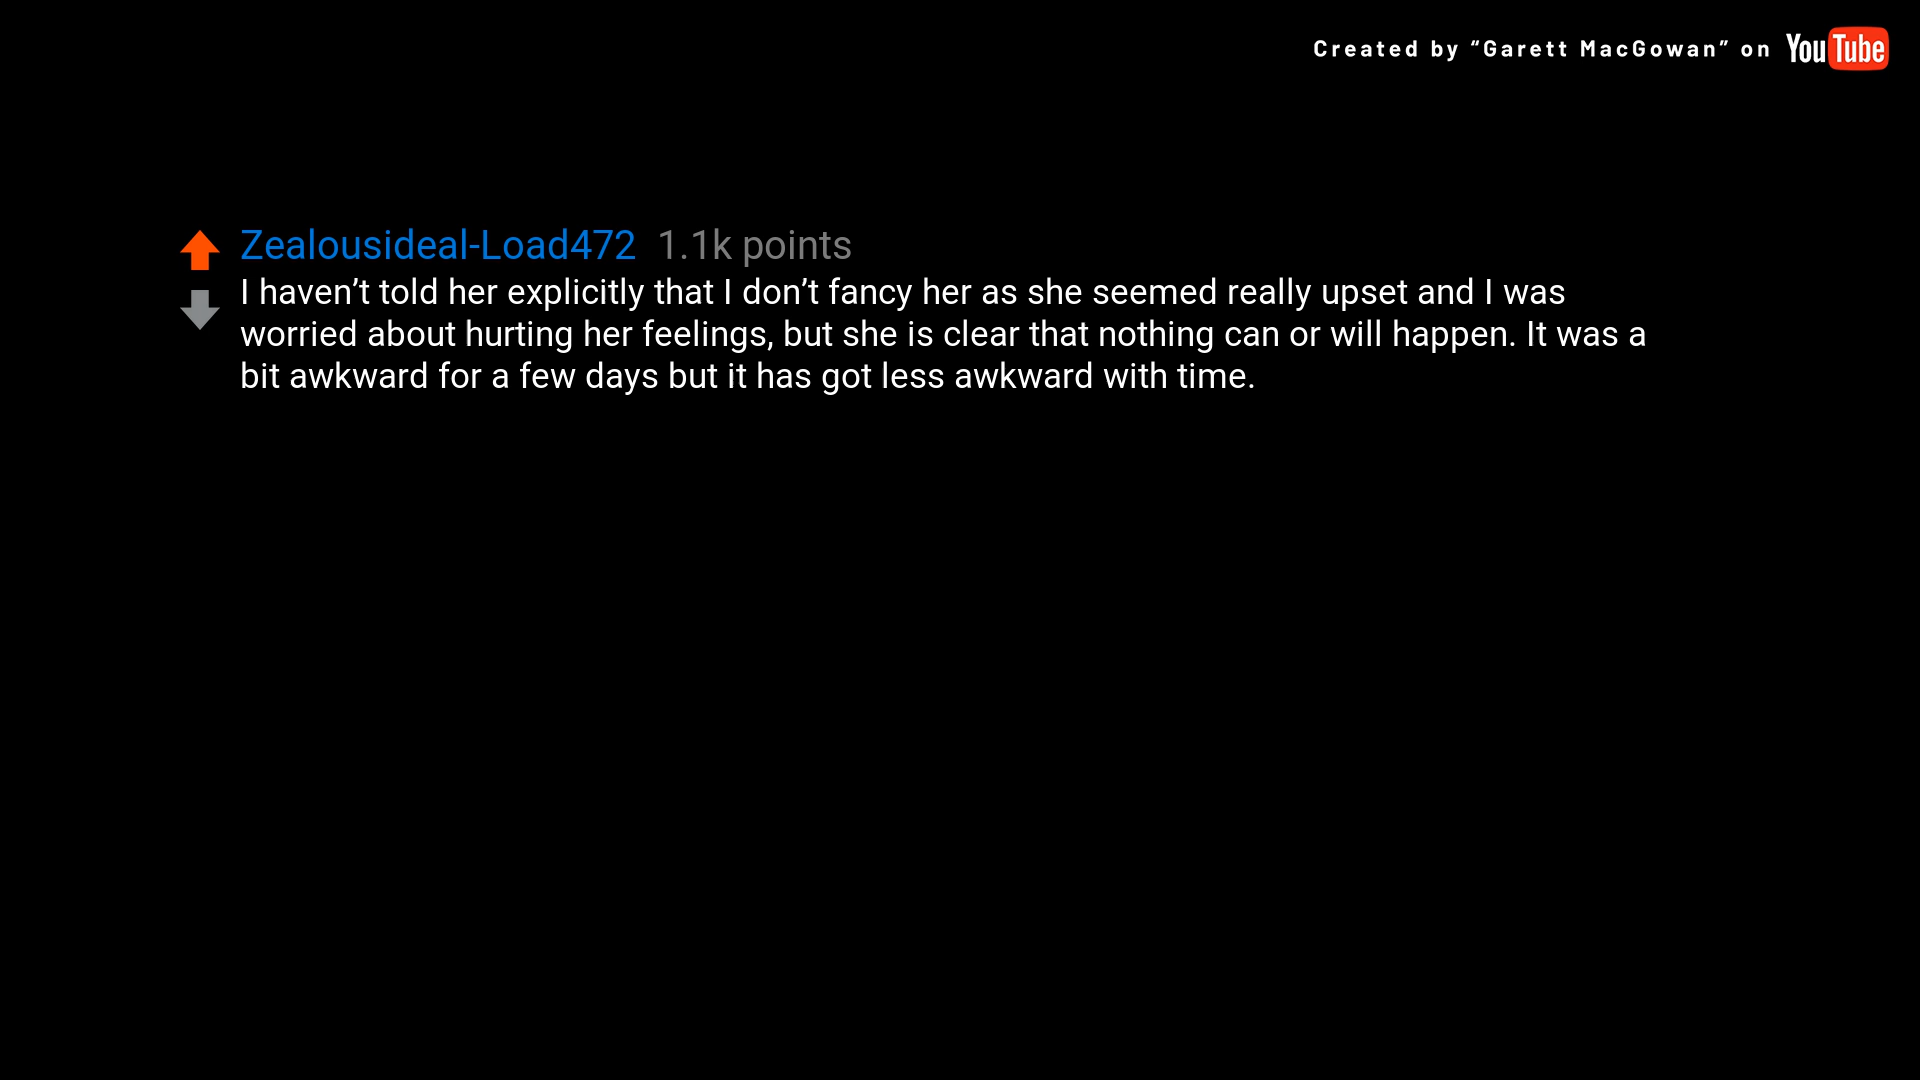 Created by “Garett MacGowan” on YouTube
Zealousideal-Load472 1.1k points
I haven’t told her explicitly that I don’t fancy her as she seemed really upset and I was
worried about hurting her feelings, but she is clear that nothing can or will happen. It was a
bit awkward for a few days but it has got less awkward with time.